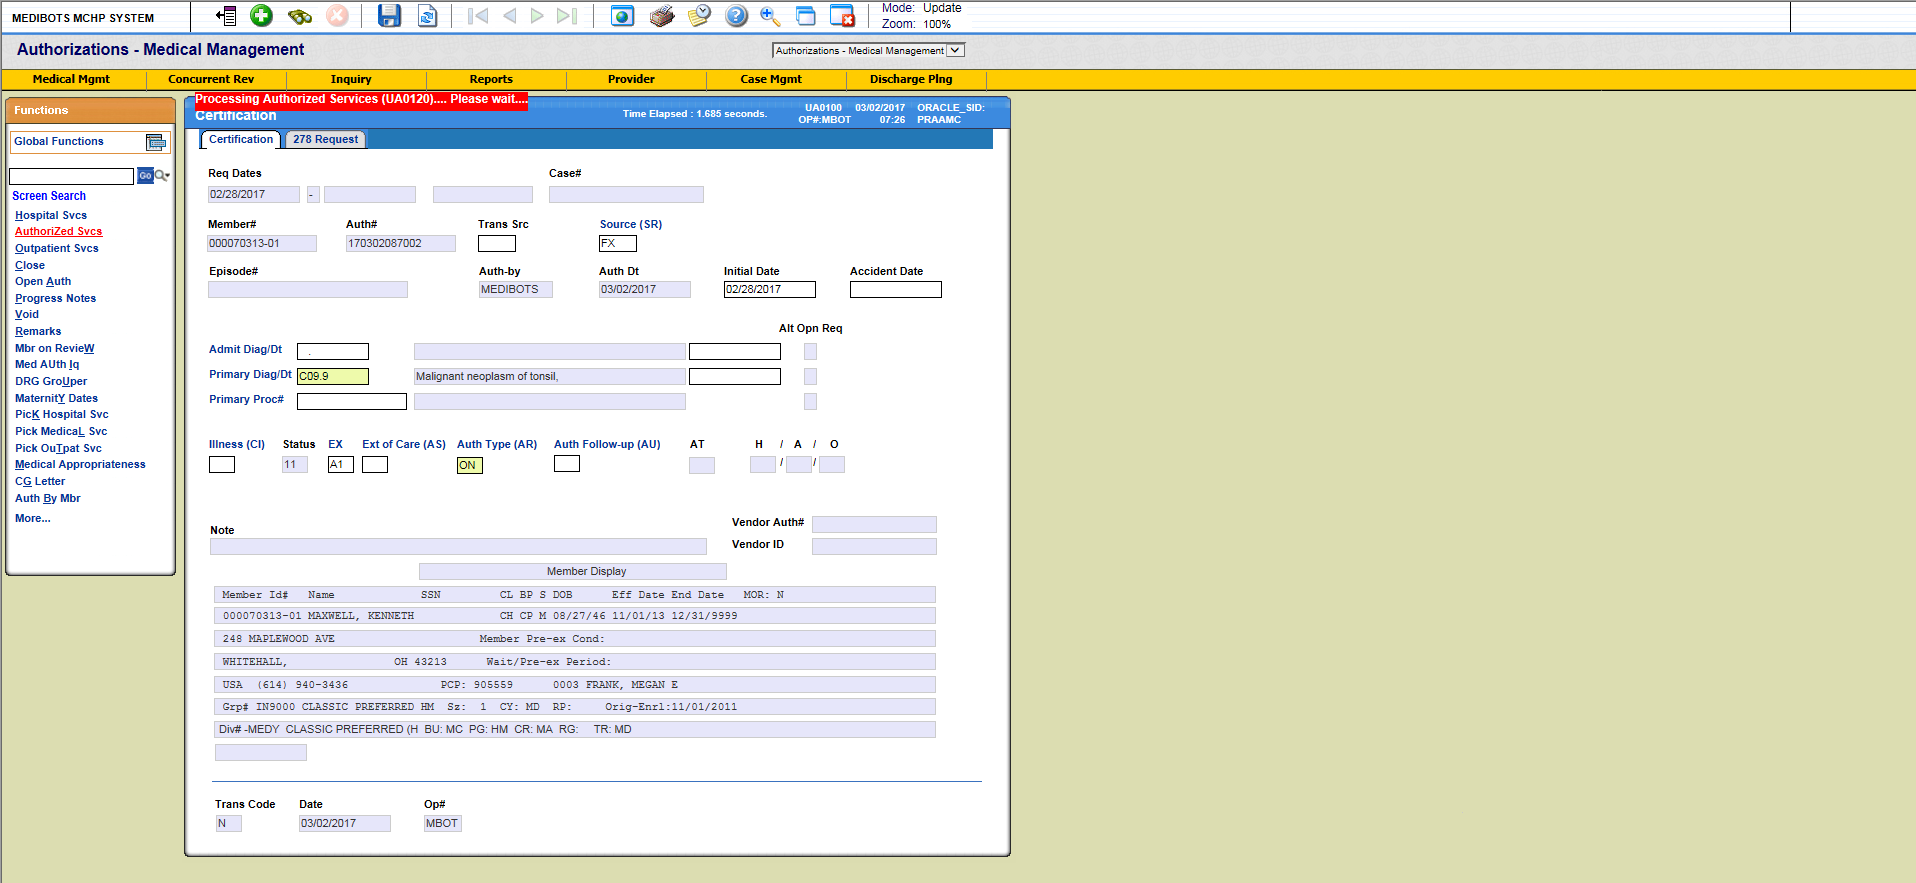 MEDIBOTS MCHP SYSTEM
Mode: Update
Zoom: 100%
Authorizations - Medical Management
Authorizations - Medical Management
Medical Mgmt Concurrent Rev Inquiry Reports Provider Case Mgmt Discharge Plng
Functions
Global Functions
Go
Screen Search
Hospital Svcs
AuthoriZed Svcs
Outpatient Svcs
Close
Open Auth
Progress Notes
Void
Remarks
Mbr on RevieW
Med AUth Iq
DRG GroUper
MaternitY Dates
PicK Hospital Svc
Pick MedicaL Svc
Pick OuTpat Svc
Medical Appropriateness
CG Letter
Auth By Mbr
More...
Processing Authorized Services (UA0120).... Please wait....
Certification
Time Elapsed : 1.685 seconds.
UA0100 03/02/2017 ORACLE_SID:
OP#:MBOT 07:26 PRAAMC
Certification 278 Request
Req Dates Case#
02/28/2017 -
Member# Auth# Trans Src Source (SR)
000070313-01 170302087002 FX
Episode# Auth-by Auth Dt Initial Date Accident Date
MEDIBOTS 03/02/2017 02/28/2017
Alt Opn Req
Admit Diag/Dt .
Primary Diag/Dt C09.9 Malignant neoplasm of tonsil,
Primary Proc#
Illness (CI) Status EX Ext of Care (AS) Auth Type (AR) Auth Follow-up (AU) AT H / A / O
11 A1 ON / /
Vendor Auth#
Note
Vendor ID
Member Display
Member Id# Name SSN CL BP S DOB Eff Date End Date MOR: N
000070313-01 MAXWELL, KENNETH CH CP M 08/27/46 11/01/13 12/31/9999
248 MAPLEWOOD AVE Member Pre-ex Cond:
WHITEHALL, OH 43213 Wait/Pre-ex Period:
USA (614) 940-3436 PCP: 905559 0003 FRANK, MEGAN E
Grp# IN9000 CLASSIC PREFERRED HM Sz: 1 CY: MD RP: Orig-Enrl:11/01/2011
Div# -MEDY CLASSIC PREFERRED (H BU: MC PG: HM CR: MA RG: TR: MD
Trans Code Date Op#
N 03/02/2017 MBOT